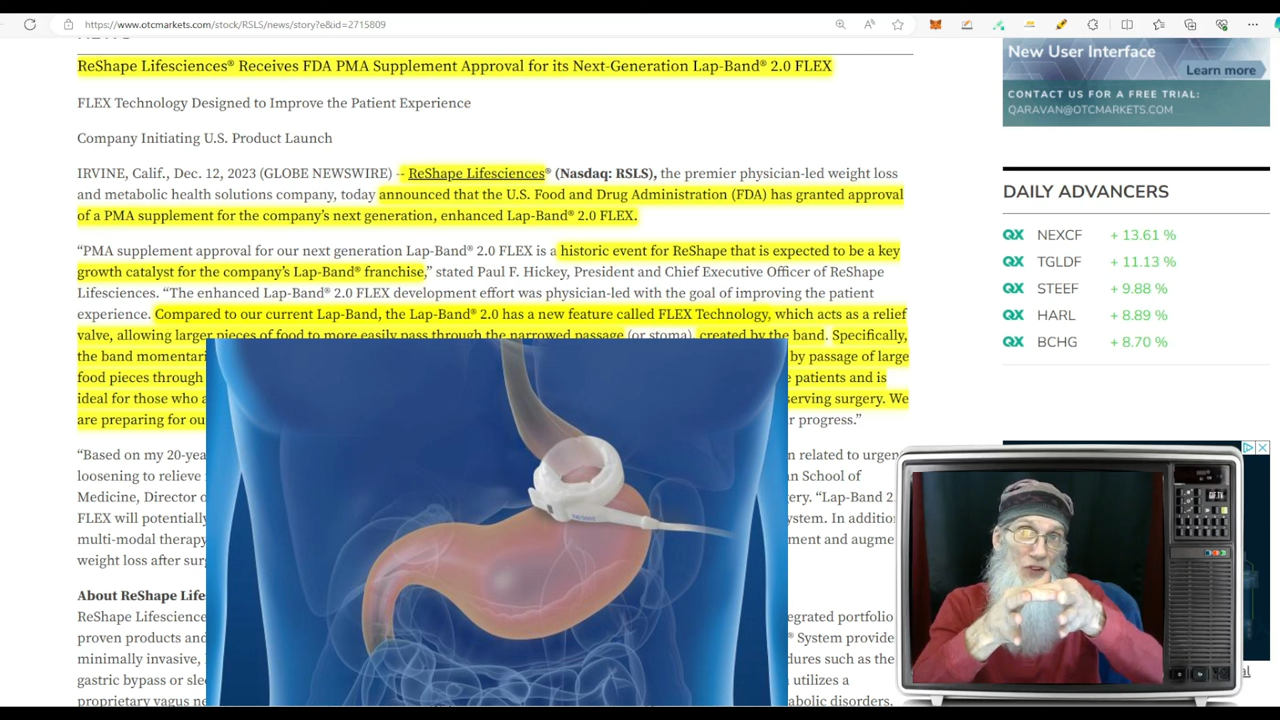 https://www.otcmarkets.com/stock/RSLS/news/story?e&id=2715809
ReShape Lifesciences® Receives FDA PMA Supplement Approval for its Next-Generation Lap-Band® 2.0 FLEX
FLEX Technology Designed to Improve the Patient Experience
Company Initiating U.S. Product Launch
IRVINE, Calif., Dec. 12, 2023 (GLOBE NEWSWIRE) -- ReShape Lifesciences® (Nasdaq: RSLS), the premier physician-led weight loss
and metabolic health solutions company, today announced that the U.S. Food and Drug Administration (FDA) has granted approval
of a PMA supplement for the company's next generation, enhanced Lap-Band® 2.0 FLEX.
“PMA supplement approval for our next generation Lap-Band® 2.0 FLEX is a historic event for ReShape that is expected to be a key
growth catalyst for the company's Lap-Band® franchise,” stated Paul F. Hickey, President and Chief Executive Officer of ReShape
Lifesciences. “The enhanced Lap-Band® 2.0 FLEX development effort was physician-led with the goal of improving the patient
experience. Compared to our current Lap-Band, the Lap-Band® 2.0 has a new feature called FLEX Technology, which acts as a relief
valve, allowing larger pieces of food to more easily pass through the narrowed passage (or stoma), created by the band. Specifically,
the band momentari by passage of large
food pieces through e patients and is
ideal for those who a serving surgery. We
are preparing for ou r progress.”
“Based on my 20-yea n related to urgen
loosening to relieve an School of
Medicine, Director o ery. “Lap-Band 2.
FLEX will potentially ystem. In addition
multi-modal therapy ment and augme
weight loss after sur
About ReShape Life
ReShape Lifescience egrated portfolio
proven products and ® System provide
minimally invasive, dures such as the
gastric bypass or slee n utilizes a
proprietary vagus ne abolic disorders.
New User Interface
Learn more
CONTACT US FOR A FREE TRIAL:
QARAVAN@OTCMARKETS.COM
DAILY ADVANCERS
QX NEXCF + 13.61 %
QX TGLDF + 11.13 %
QX STEEF + 9.88 %
QX HARL + 8.89 %
QX BCHG + 8.70 %